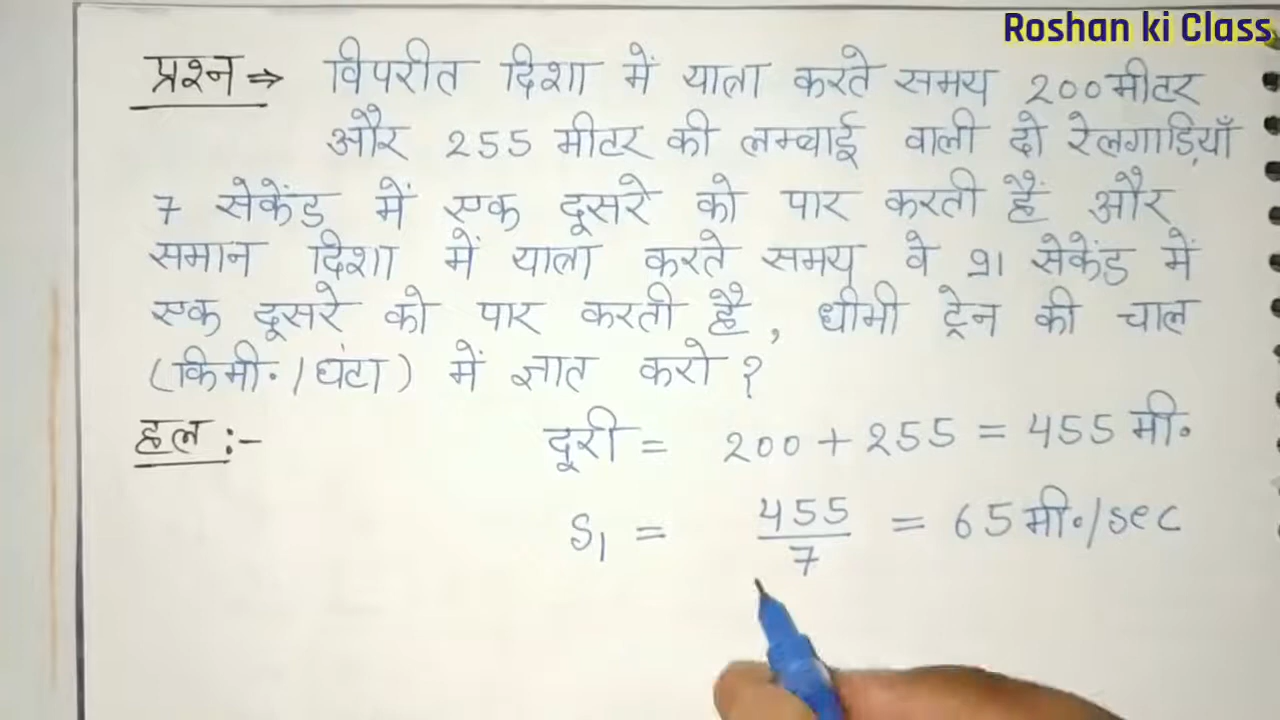 Roshan ki Class
प्रश्न ⇒ विपरीत दिशा में यात्रा करते समय 200 मीटर
और 255 मीटर की लम्बाई वाली दो रेलगाड़ियाँ
7 सेकेंड में एक दूसरे को पार करती हैं और
समान दिशा में यात्रा करते समय वे 91 सेकेंड में
एक दूसरे को पार करती है, धीमी ट्रेन की चाल
(किमी॰/घंटा) में ज्ञात करो?
हल :- दूरी = 200 + 255 = 455 मी॰
S₁ = 455/7 = 65 मी॰/sec